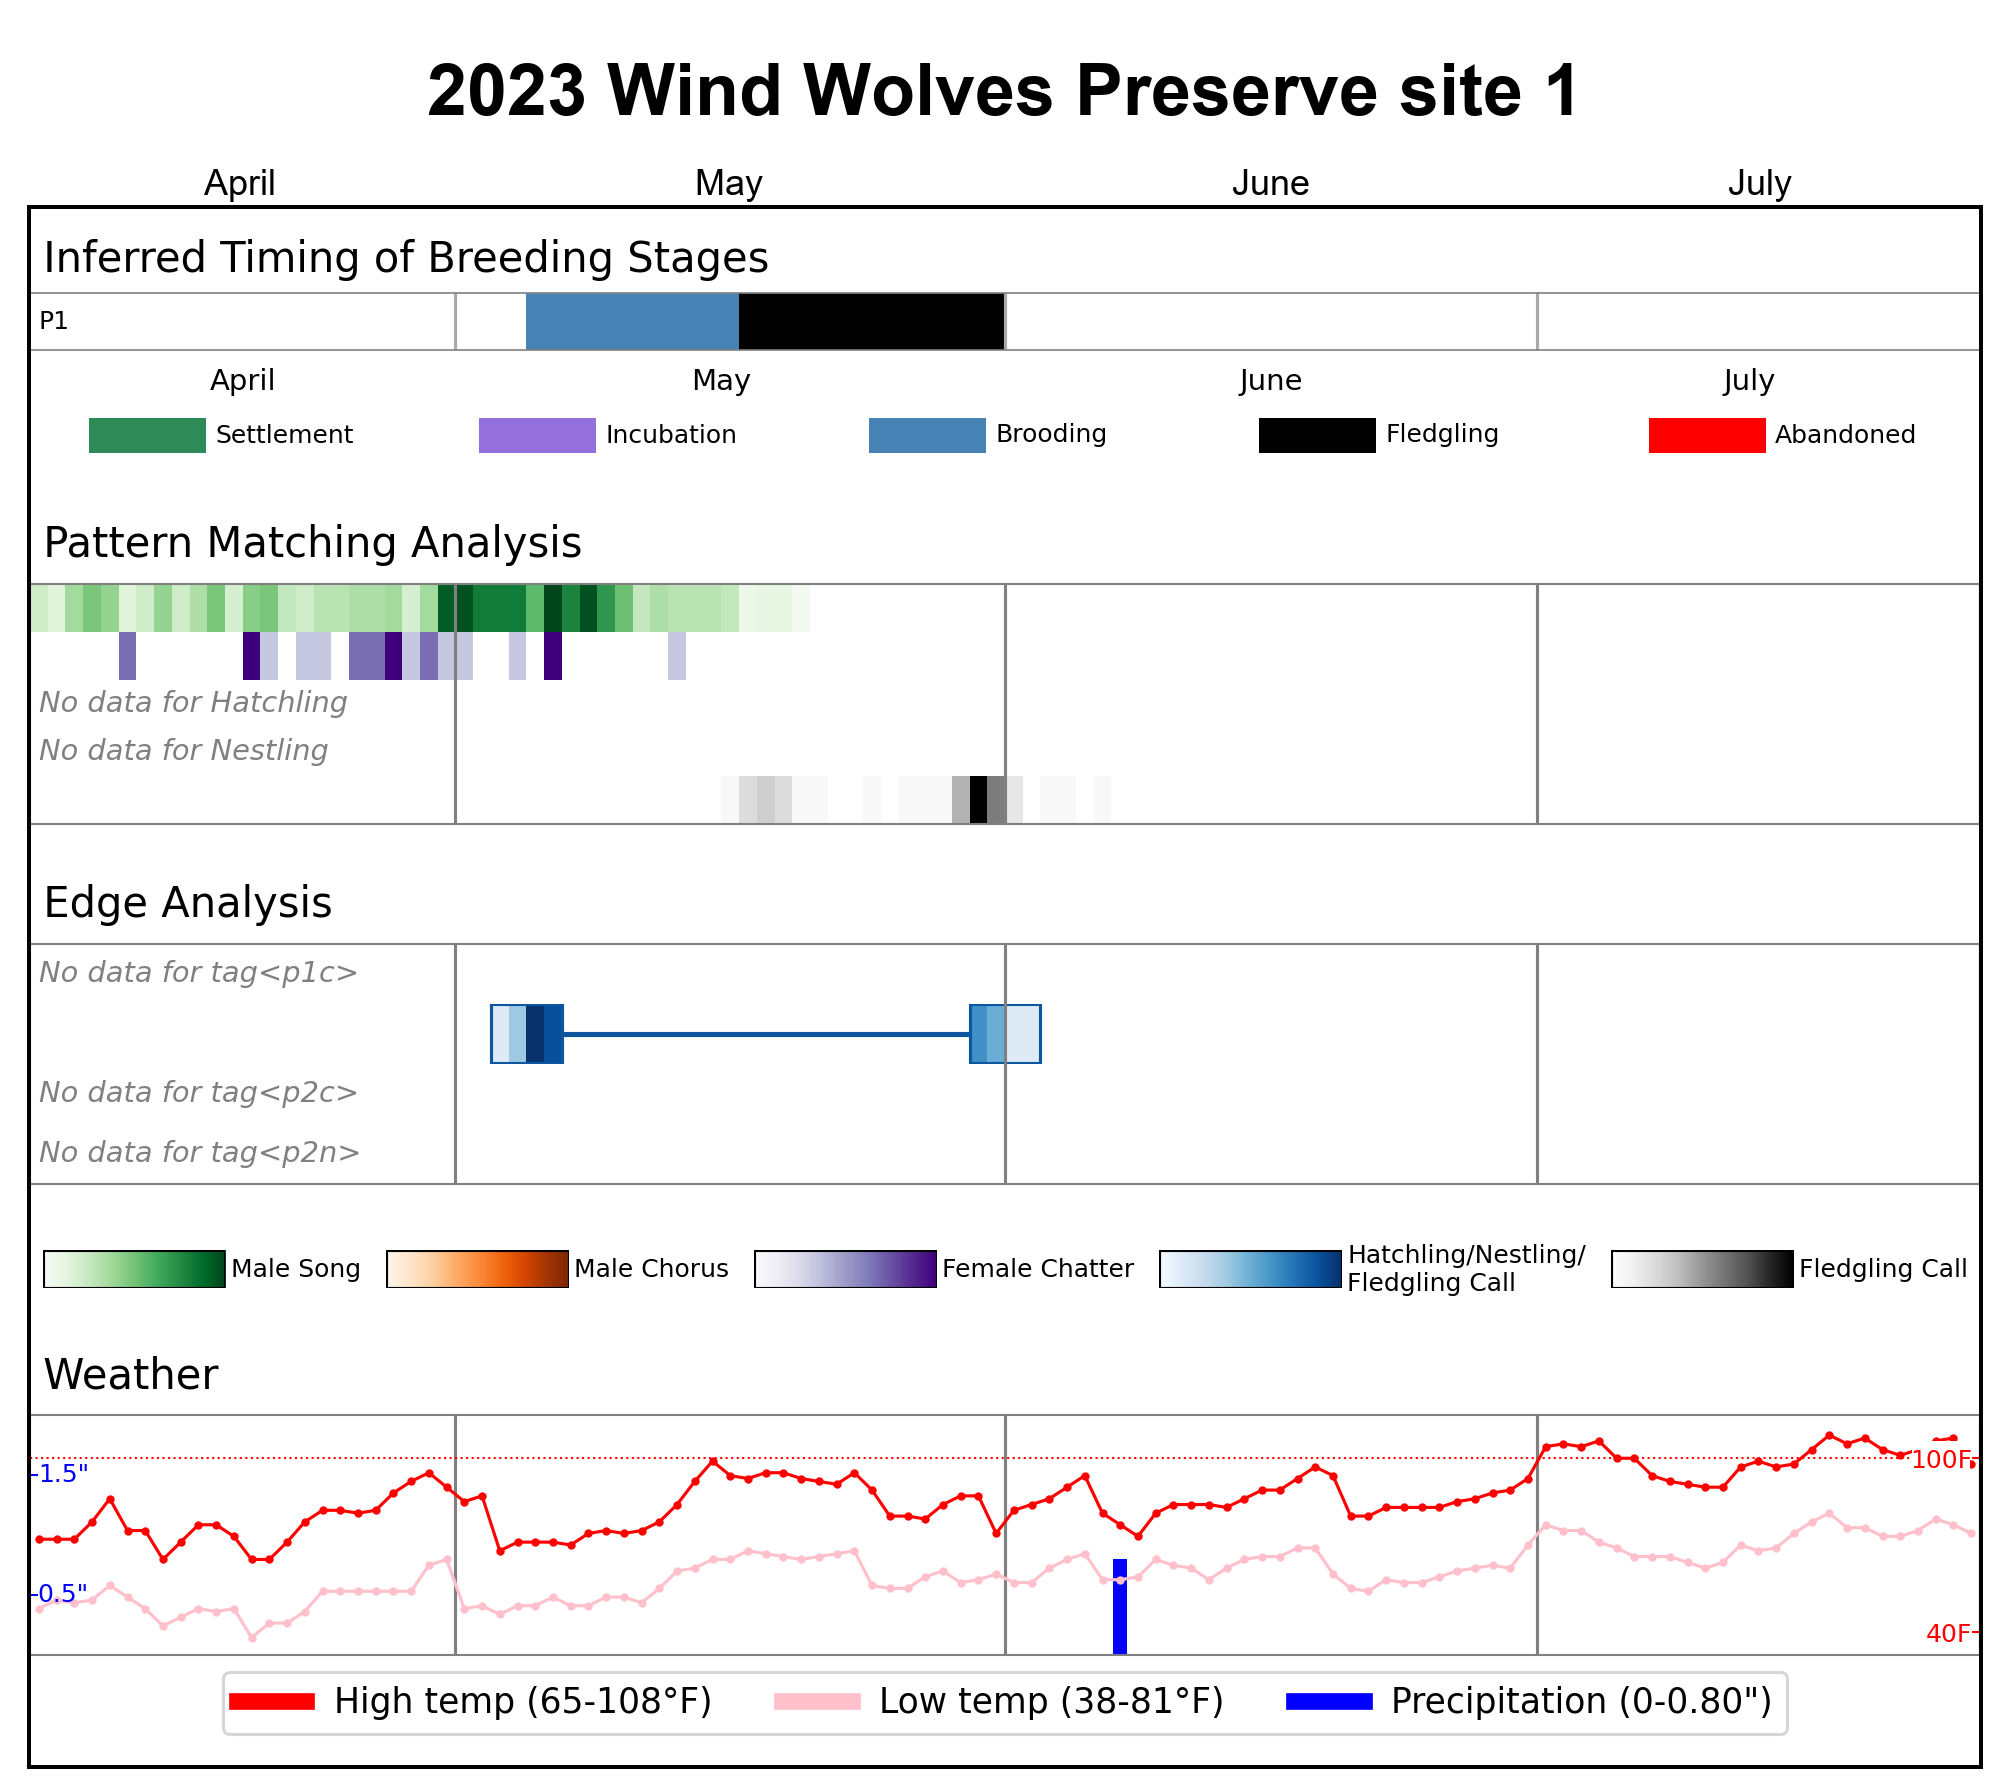 2023 Wind Wolves Preserve site 1
April May June July
Inferred Timing of Breeding Stages
P1
April May June July
Settlement Incubation Brooding Fledgling Abandoned
Pattern Matching Analysis
No data for Hatchling
No data for Nestling
Edge Analysis
No data for tag<p1c>
No data for tag<p2c>
No data for tag<p2n>
Male Song Male Chorus Female Chatter Hatchling/Nestling/
Fledgling Call Fledgling Call
Weather
1.5" 100F
0.5"
40F
High temp (65-108°F) Low temp (38-81°F) Precipitation (0-0.80")